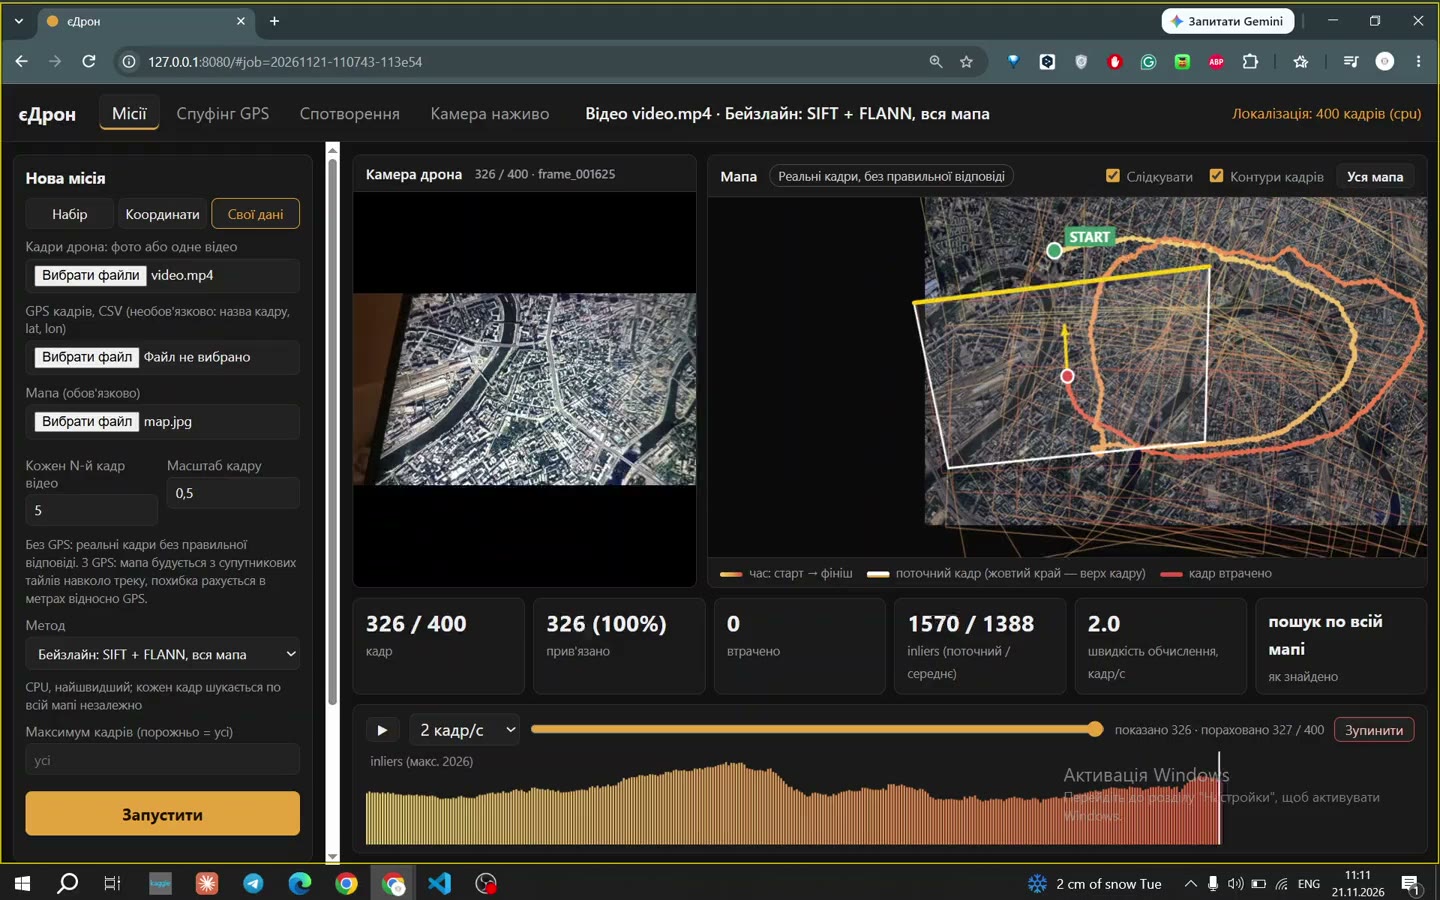 єДрон
Запитати Gemini
127.0.0.1:8080/#job=20261121-110743-113e54
ABP
єДрон
Місії
Спуфінг GPS
Спотворення
Камера наживо
Відео video.mp4 · Бейзлайн: SIFT + FLANN, вся мапа
Локалізація: 400 кадрів (cpu)
Нова місія
Набір
Координати
Свої дані
Кадри дрона: фото або одне відео
Вибрати файли video.mp4
GPS кадрів, CSV (необов'язково: назва кадру,
lat, lon)
Вибрати файл Файл не вибрано
Мапа (обов'язково)
Вибрати файл map.jpg
Кожен N-й кадр
відео
5
Масштаб кадру
0,5
Без GPS: реальні кадри без правильної
відповіді. З GPS: мапа будується з супутникових
тайлів навколо треку, похибка рахується в
метрах відносно GPS.
Метод
Бейзлайн: SIFT + FLANN, вся мапа
CPU, найшвидший; кожен кадр шукається по
всій мапі незалежно
Максимум кадрів (порожньо = усі)
усі
Запустити
Камера дрона 326 / 400 · frame_001625
Мапа
Реальні кадри, без правильної відповіді
Слідкувати
Контури кадрів
Уся мапа
START
час: старт → фініш
поточний кадр (жовтий край — верх кадру)
кадр втрачено
326 / 400
кадр
326 (100%)
прив'язано
0
втрачено
1570 / 1388
inliers (поточний /
середнє)
2.0
швидкість обчислення,
кадр/с
пошук по всій
мапі
як знайдено
2 кадр/с
показано 326 · пораховано 327 / 400
Зупинити
inliers (макс. 2026)
Активація Windows
Перейдіть до розділу "Настройки", щоб активувати
Windows.
kaggle
2 cm of snow Tue
ENG
11:11
21.11.2026
1